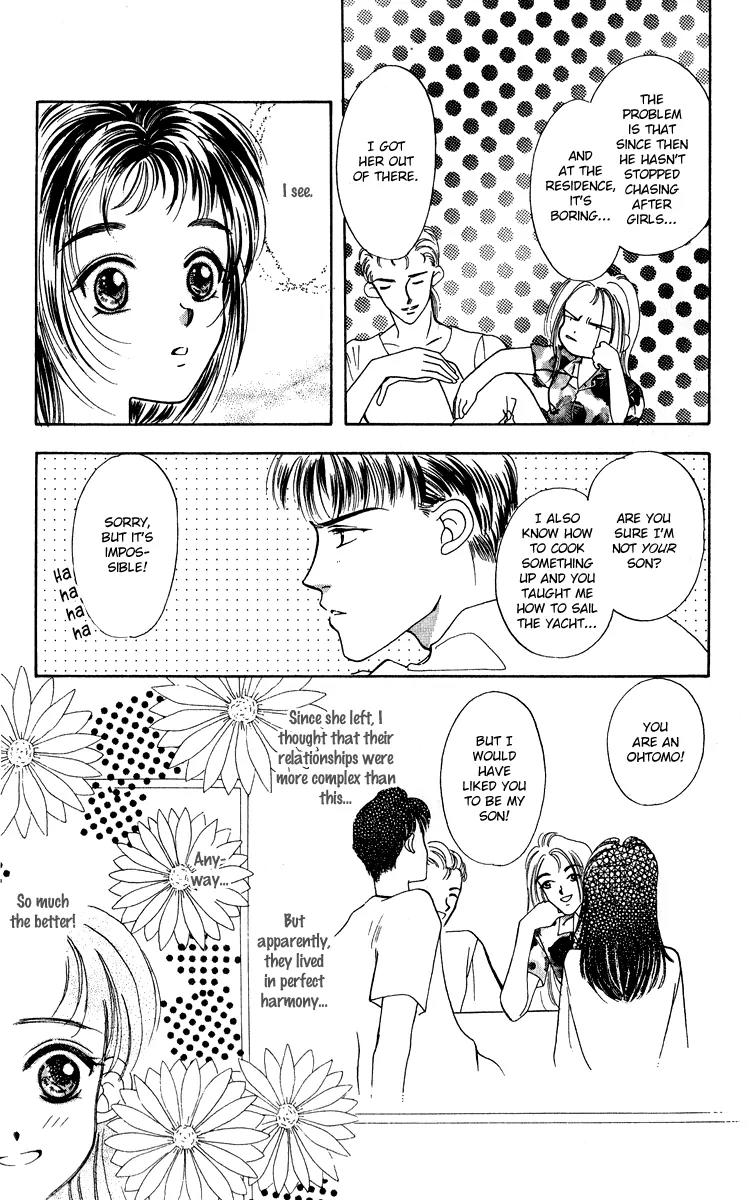 THE
PROBLEM
IS THAT
SINCE THEN
HE HASN'T
STOPPED
CHASING
AFTER
GIRLS...
AND
AT THE
RESIDENCE,
IT'S
BORING...
I GOT
HER OUT
OF THERE.
I see.
ARE YOU
SURE I'M
NOT YOUR
SON?
I ALSO
KNOW HOW
TO COOK
SOMETHING
UP AND YOU
TAUGHT ME
HOW TO SAIL
THE YACHT...
SORRY,
BUT IT'S
IMPOS-
SIBLE!
Ha
ha
ha
ha
YOU
ARE AN
OHTOMO!
BUT I
WOULD
HAVE
LIKED YOU
TO BE MY
SON!
Since she left, I
thought that their
relationships were
more complex than
this...
But
apparently,
they lived
in perfect
harmony...
Any-
way...
So much
the better!